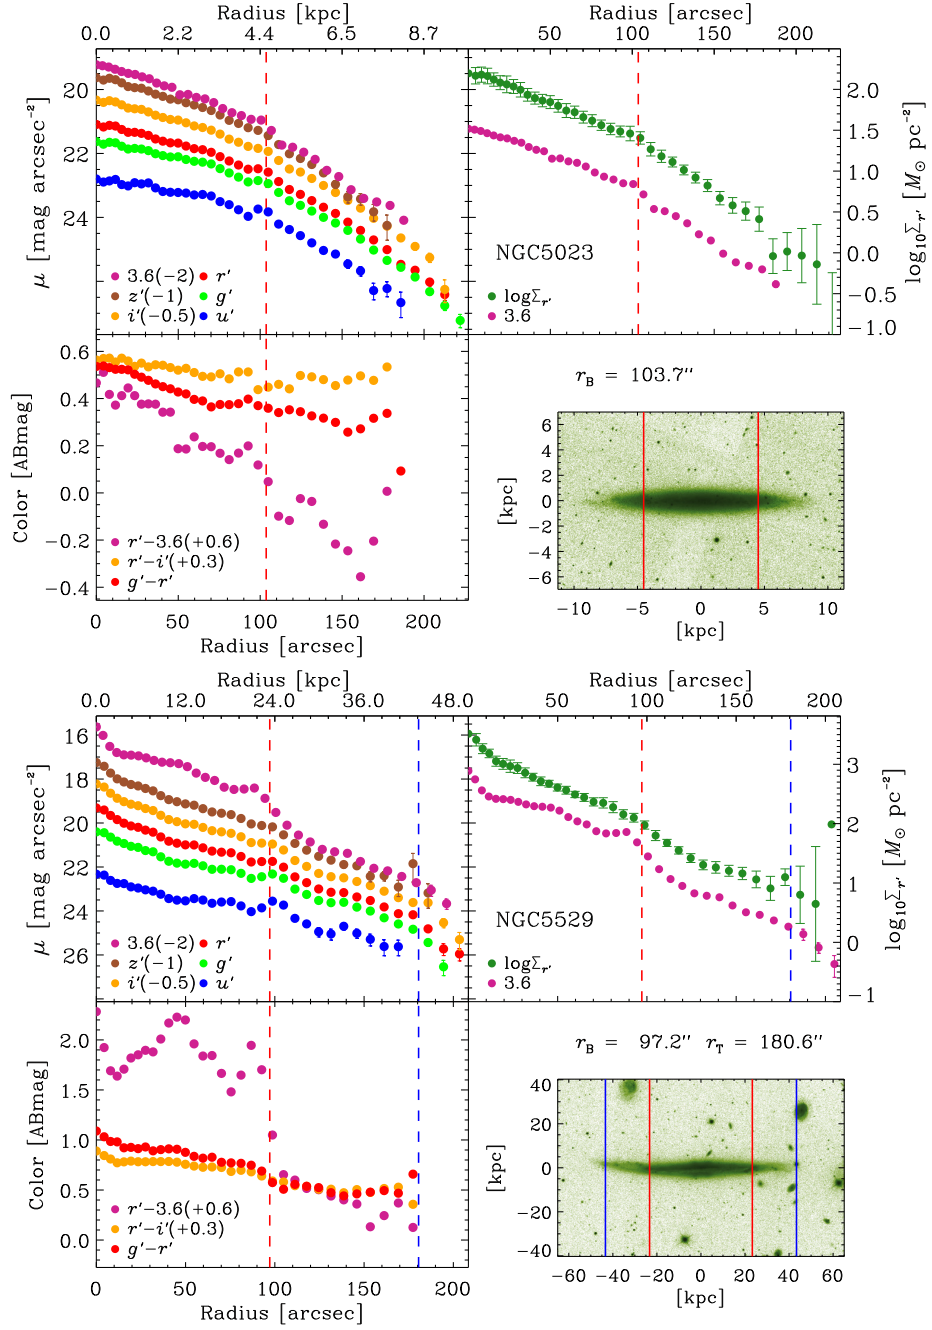 Radius [kpc]
0.0 2.2 4.4 6.5 8.7
Radius [arcsec]
50 100 150 200
20
22
24
μ [mag arcsec⁻²]
3.6(−2) r′
z′(−1) g′
i′(−0.5) u′
NGC5023
logΣr′
3.6
2.0
1.5
1.0
0.5
0.0
−0.5
−1.0
log₁₀Σr′ [M⊙ pc⁻²]
0.6
0.4
0.2
0.0
−0.2
−0.4
Color [ABmag]
r′−3.6(+0.6)
r′−i′(+0.3)
g′−r′
0 50 100 150 200
Radius [arcsec]
rB = 103.7″
6
4
2
0
−2
−4
−6
[kpc]
−10 −5 0 5 10
[kpc]
Radius [kpc]
0.0 12.0 24.0 36.0 48.0
Radius [arcsec]
50 100 150 200
16
18
20
22
24
26
μ [mag arcsec⁻²]
3.6(−2) r′
z′(−1) g′
i′(−0.5) u′
NGC5529
logΣr′
3.6
3
2
1
0
−1
log₁₀Σr′ [M⊙ pc⁻²]
2.0
1.5
1.0
0.5
0.0
Color [ABmag]
r′−3.6(+0.6)
r′−i′(+0.3)
g′−r′
0 50 100 150 200
Radius [arcsec]
rB = 97.2″ rT = 180.6″
40
20
0
−20
−40
[kpc]
−60 −40 −20 0 20 40 60
[kpc]